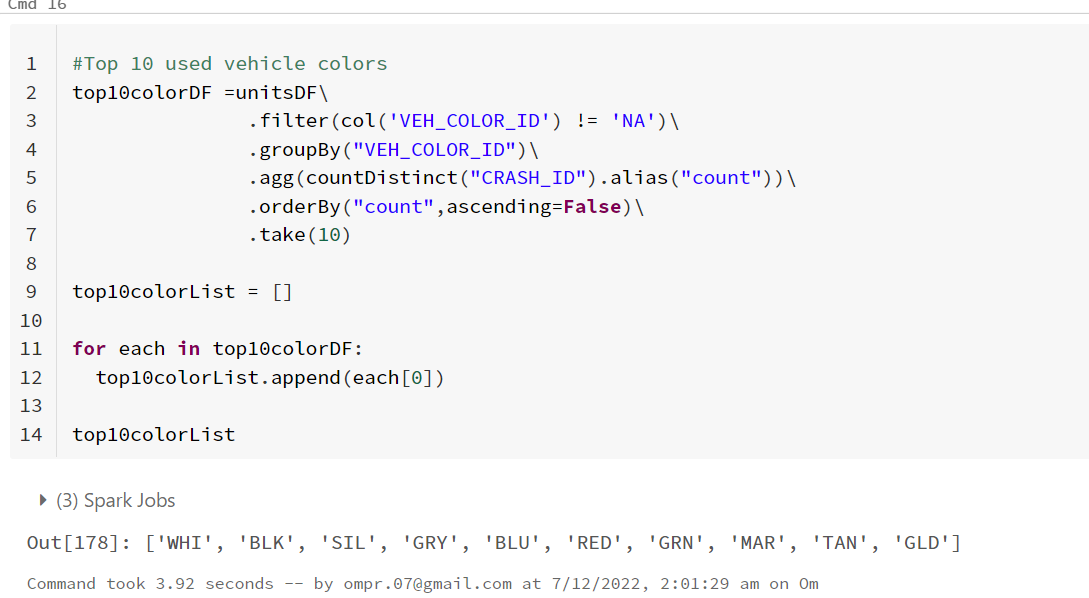 Cmd 16
1 #Top 10 used vehicle colors
2 top10colorDF =unitsDF\
3 .filter(col('VEH_COLOR_ID') != 'NA')\
4 .groupBy("VEH_COLOR_ID")\
5 .agg(countDistinct("CRASH_ID").alias("count"))\
6 .orderBy("count",ascending=False)\
7 .take(10)
8
9 top10colorList = []
10
11 for each in top10colorDF:
12 top10colorList.append(each[0])
13
14 top10colorList
(3) Spark Jobs
Out[178]: ['WHI', 'BLK', 'SIL', 'GRY', 'BLU', 'RED', 'GRN', 'MAR', 'TAN', 'GLD']
Command took 3.92 seconds -- by ompr.07@gmail.com at 7/12/2022, 2:01:29 am on Om